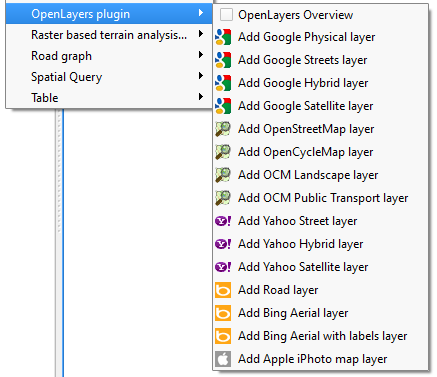 OpenLayers plugin
Raster based terrain analysis...
Road graph
Spatial Query
Table
OpenLayers Overview
Add Google Physical layer
Add Google Streets layer
Add Google Hybrid layer
Add Google Satellite layer
Add OpenStreetMap layer
Add OpenCycleMap layer
Add OCM Landscape layer
Add OCM Public Transport layer
Add Yahoo Street layer
Add Yahoo Hybrid layer
Add Yahoo Satellite layer
Add Road layer
Add Bing Aerial layer
Add Bing Aerial with labels layer
Add Apple iPhoto map layer